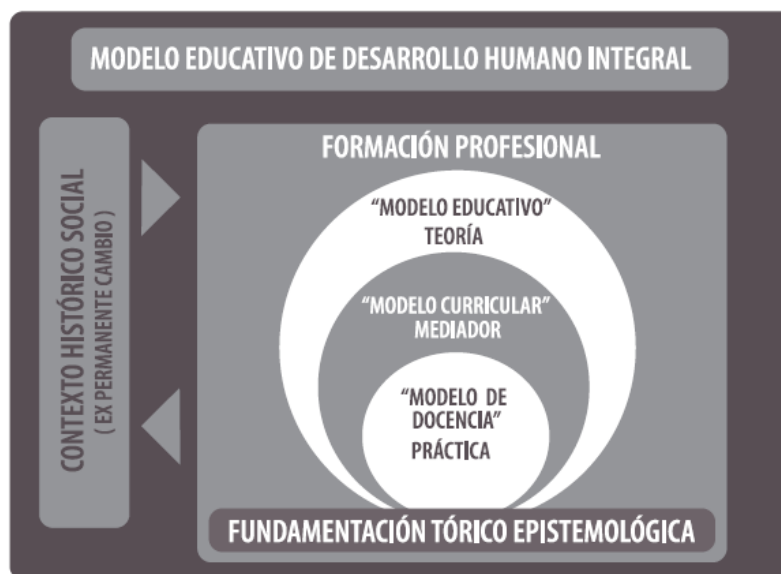 MODELO EDUCATIVO DE DESARROLLO HUMANO INTEGRAL
CONTEXTO HISTÓRICO SOCIAL
( EX PERMANENTE CAMBIO )
FORMACIÓN PROFESIONAL
“MODELO EDUCATIVO”
TEORÍA
“MODELO CURRICULAR”
MEDIADOR
“MODELO DE
DOCENCIA”
PRÁCTICA
FUNDAMENTACIÓN TÓRICO EPISTEMOLÓGICA